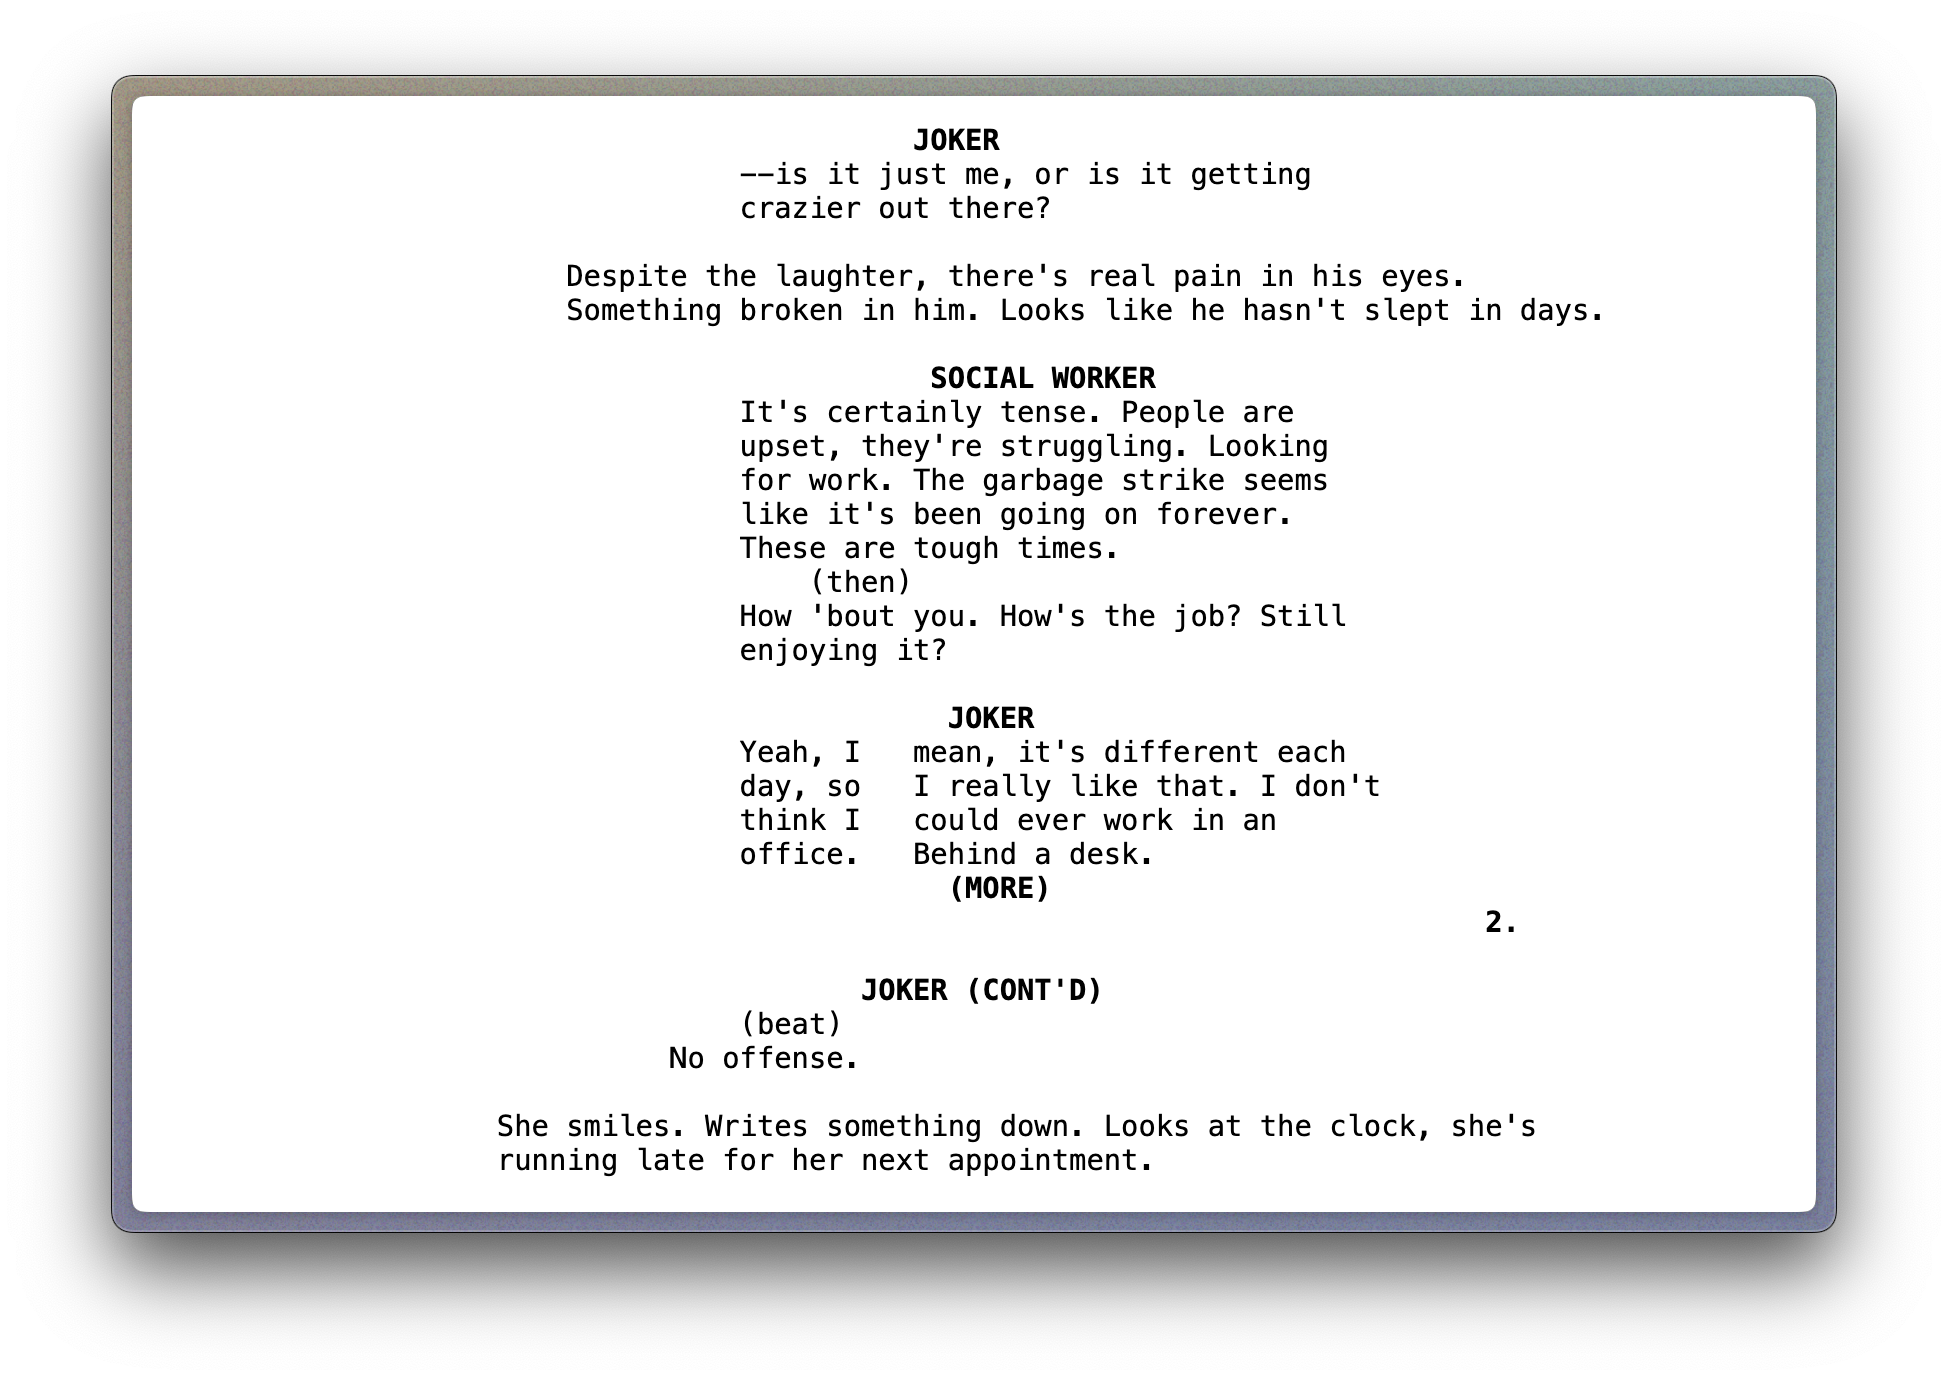 JOKER
--is it just me, or is it getting
crazier out there?
Despite the laughter, there's real pain in his eyes.
Something broken in him. Looks like he hasn't slept in days.
SOCIAL WORKER
It's certainly tense. People are
upset, they're struggling. Looking
for work. The garbage strike seems
like it's been going on forever.
These are tough times.
(then)
How 'bout you. How's the job? Still
enjoying it?
JOKER
Yeah, I   mean, it's different each
day, so   I really like that. I don't
think I   could ever work in an
office.   Behind a desk.
(MORE)
2.
JOKER (CONT'D)
(beat)
No offense.
She smiles. Writes something down. Looks at the clock, she's
running late for her next appointment.